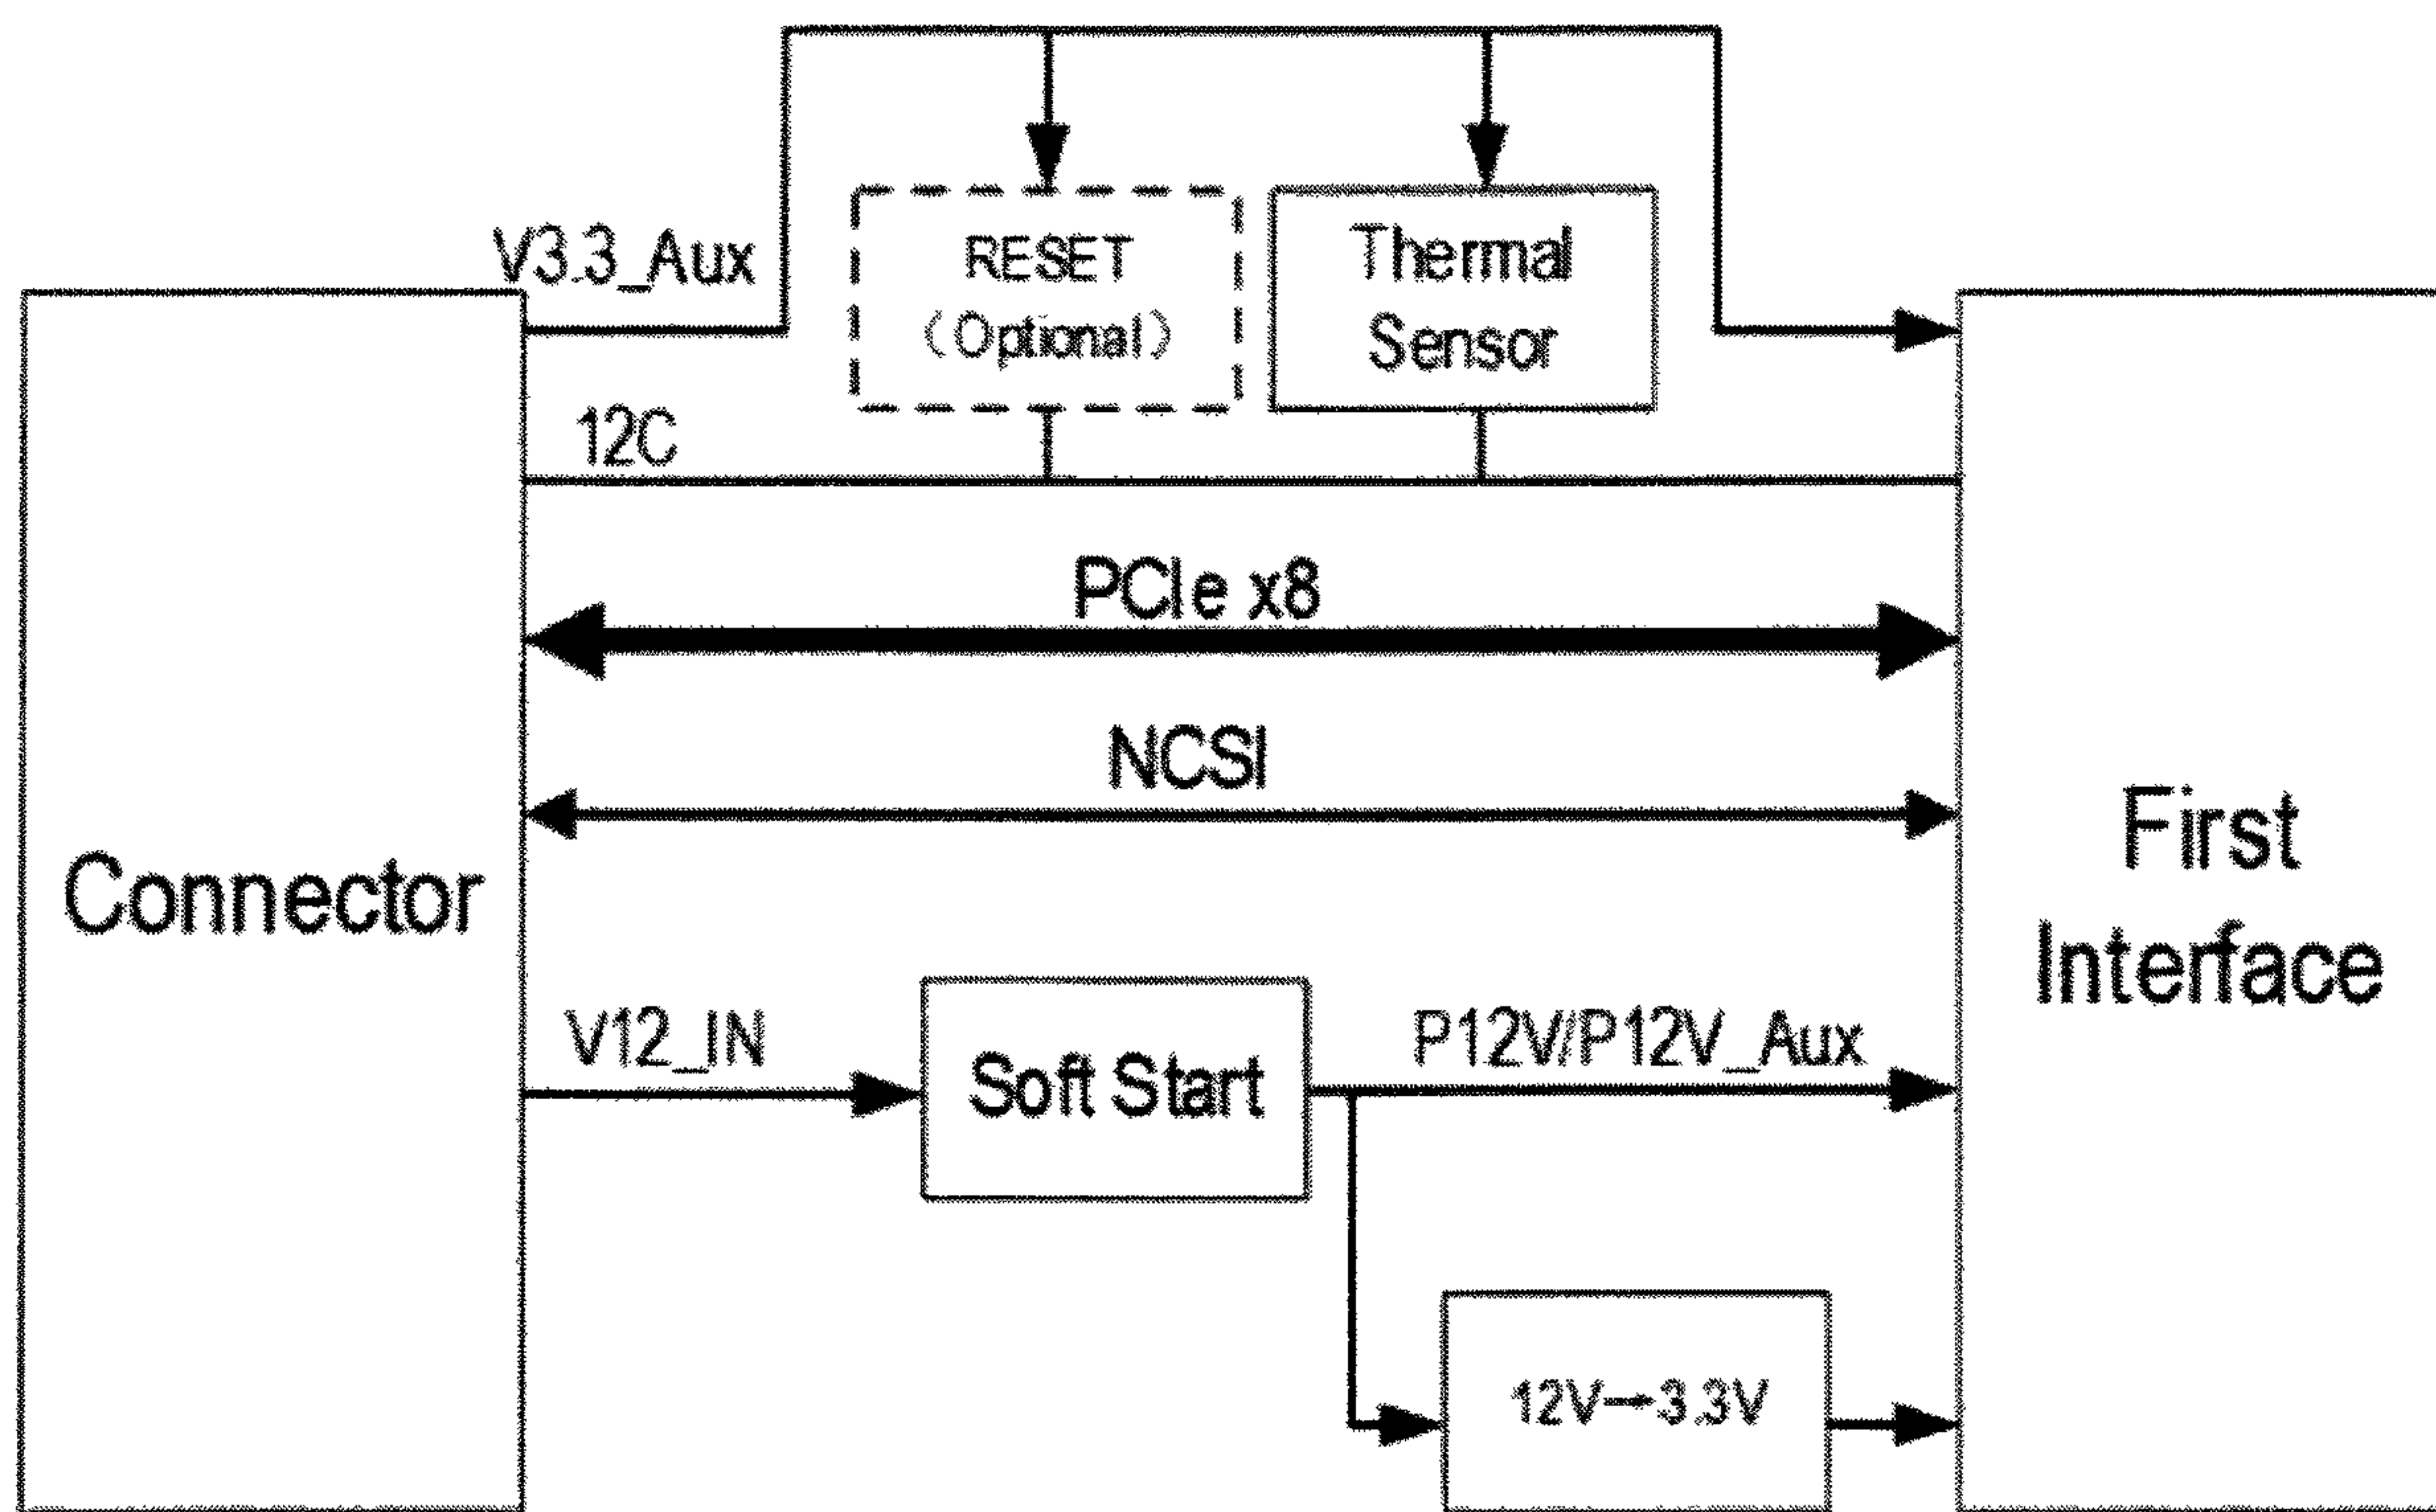 V3.3_Aux
RESET
（Optional）
Thermal
Sensor
12C
PCIe x8
NCSI
Connector
First
Interface
V12_IN
Soft Start
P12V/P12V_Aux
12V→3.3V